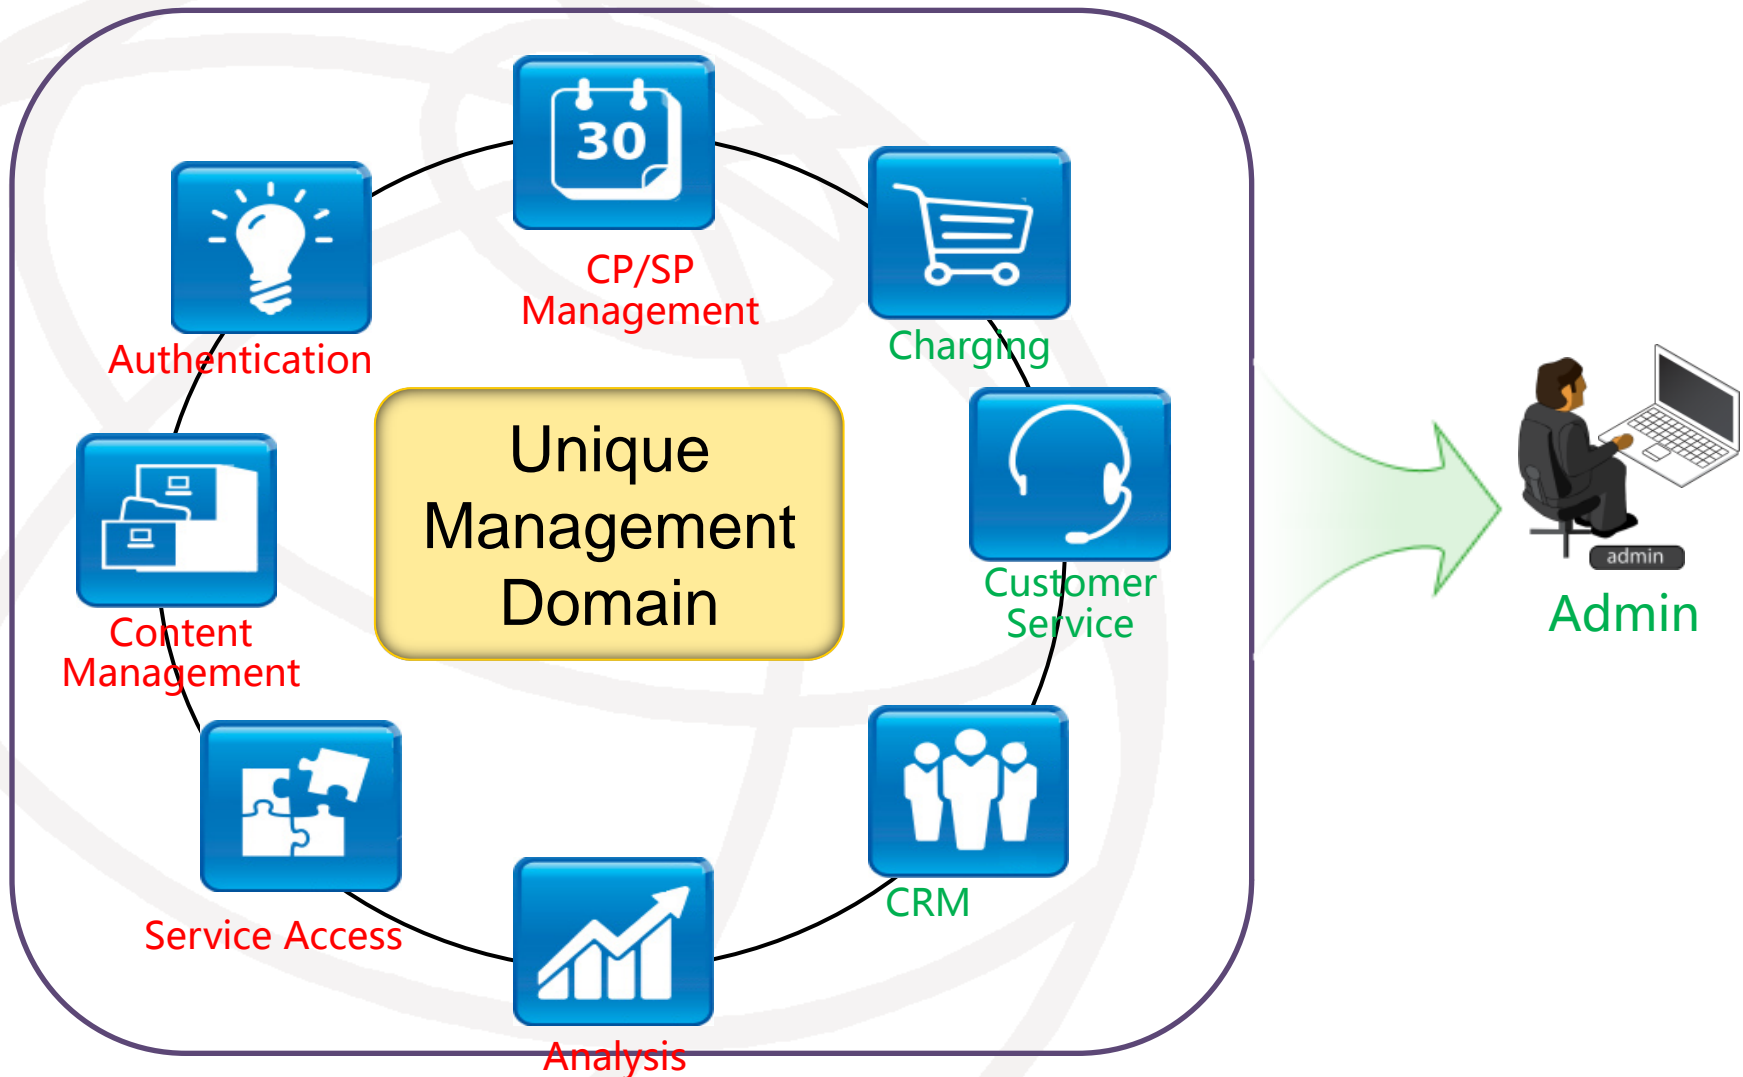 30
CP/SP
Management
Authentication
Charging
Unique
Management
Domain
Customer
Service
Content
Management
admin
Admin
CRM
Service Access
Analysis